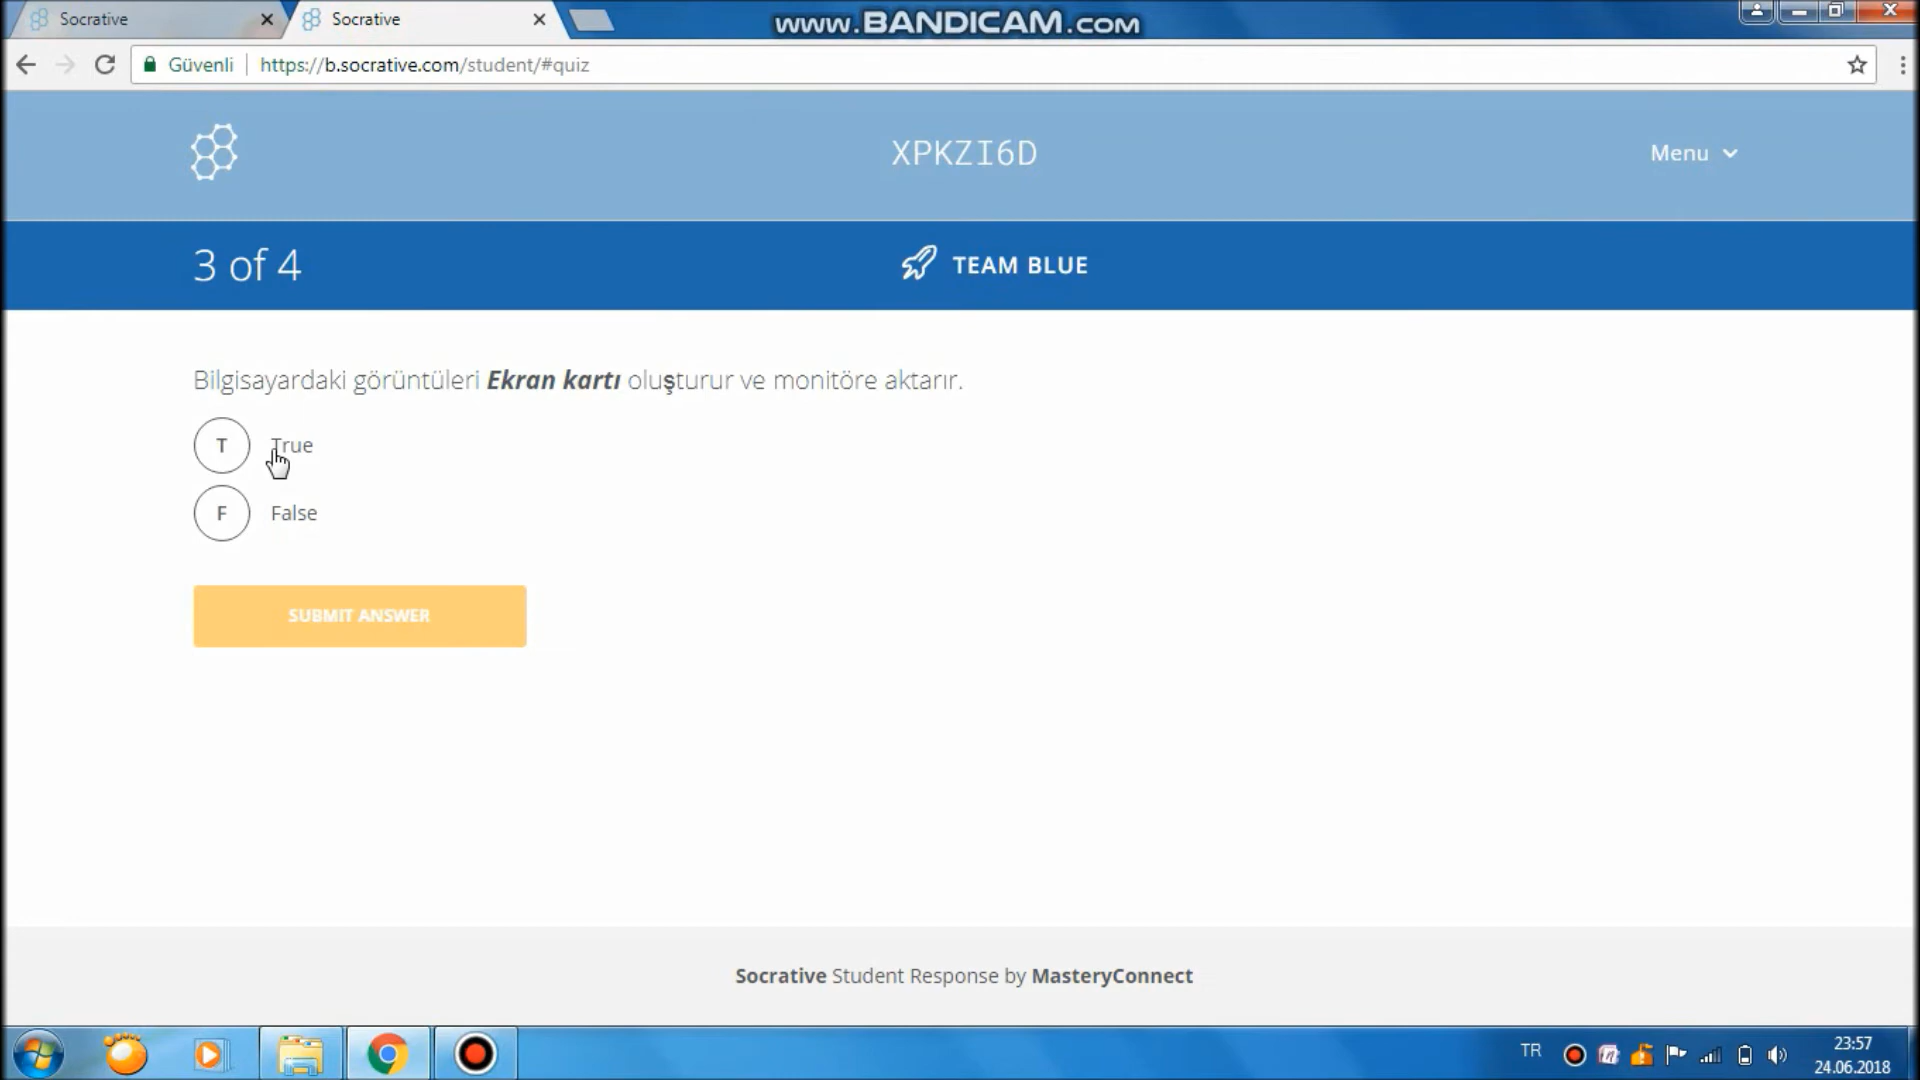 Socrative
Socrative
www.BANDICAM.com
Güvenli
https://b.socrative.com/student/#quiz
XPKZI6D
Menu
3 of 4
TEAM BLUE
Bilgisayardaki görüntüleri Ekran kartı oluşturur ve monitöre aktarır.
T True
F False
SUBMIT ANSWER
Socrative Student Response by MasteryConnect
TR
23:57
24.06.2018